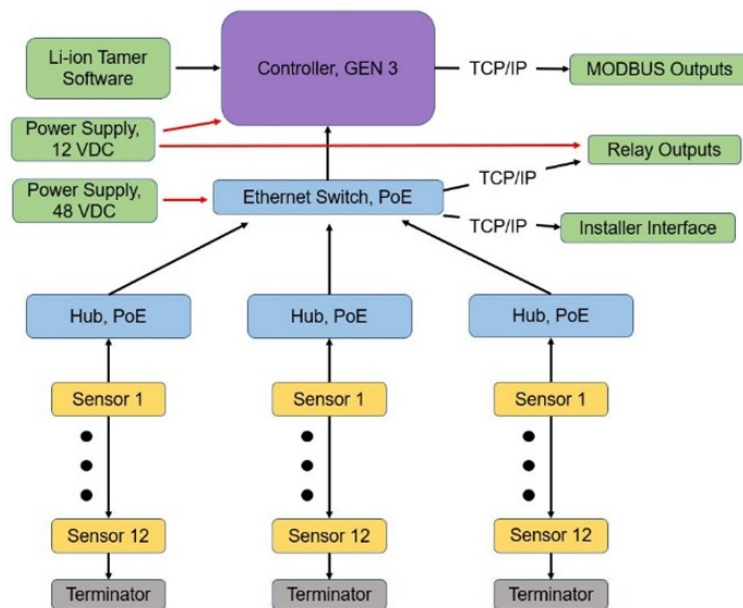 Li-ion Tamer
Software
Controller, GEN 3
TCP/IP
MODBUS Outputs
Power Supply,
12 VDC
Relay Outputs
TCP/IP
Power Supply,
48 VDC
Ethernet Switch, PoE
TCP/IP
Installer Interface
Hub, PoE
Hub, PoE
Hub, PoE
Sensor 1
Sensor 1
Sensor 1
Sensor 12
Sensor 12
Sensor 12
Terminator
Terminator
Terminator